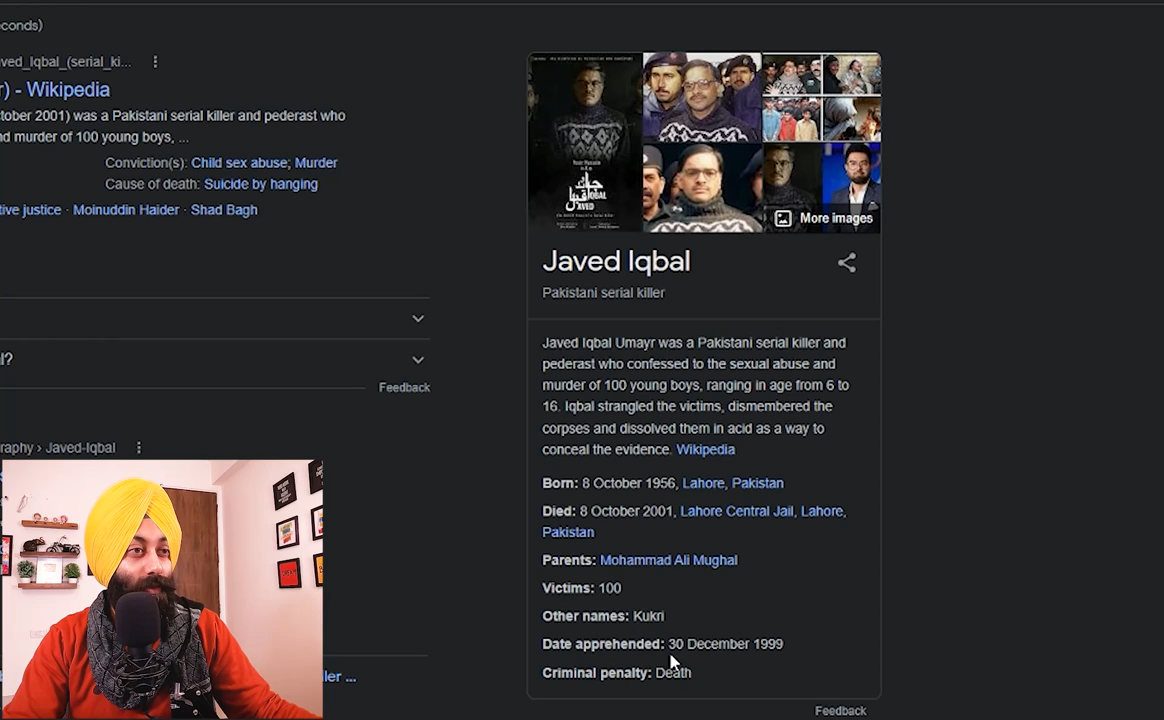 econds)
ved_Iqbal_(serial_ki...
r) - Wikipedia
tober 2001) was a Pakistani serial killer and pederast who
nd murder of 100 young boys, ...
Conviction(s): Child sex abuse; Murder
Cause of death: Suicide by hanging
tive justice · Moinuddin Haider · Shad Bagh
l?
Feedback
raphy › Javed-Iqbal
ller ...
جاوید
اقبال
IQBAL
JAVED
More images
Javed Iqbal
Pakistani serial killer
Javed Iqbal Umayr was a Pakistani serial killer and
pederast who confessed to the sexual abuse and
murder of 100 young boys, ranging in age from 6 to
16. Iqbal strangled the victims, dismembered the
corpses and dissolved them in acid as a way to
conceal the evidence. Wikipedia
Born: 8 October 1956, Lahore, Pakistan
Died: 8 October 2001, Lahore Central Jail, Lahore,
Pakistan
Parents: Mohammad Ali Mughal
Victims: 100
Other names: Kukri
Date apprehended: 30 December 1999
Criminal penalty: Death
Feedback